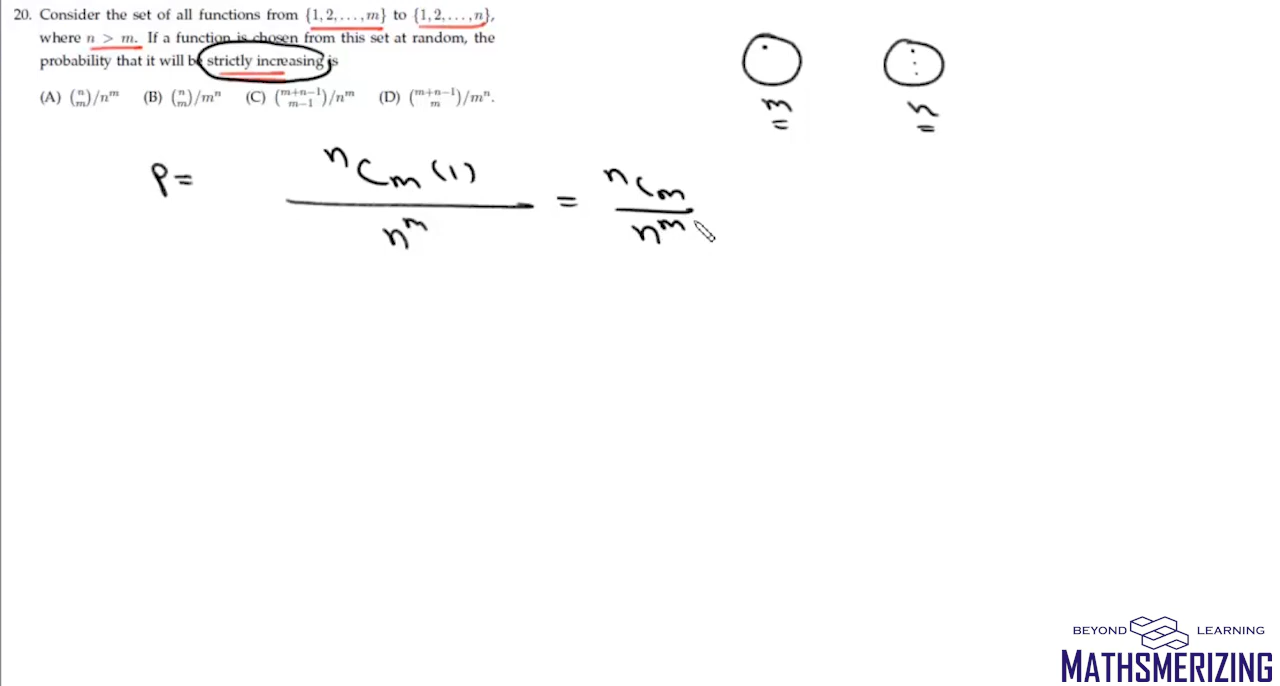 20. Consider the set of all functions from {1, 2, . . . , m} to {1, 2, . . . , n},
where n > m. If a function is chosen from this set at random, the
probability that it will be strictly increasing is
(A) (n m)/n^m (B) (n m)/m^n (C) (m+n−1 m−1)/n^m (D) (m+n−1 m)/m^n.
m n
P = nCm (1) / n^m = nCm / n^m
BEYOND LEARNING
MATHSMERIZING